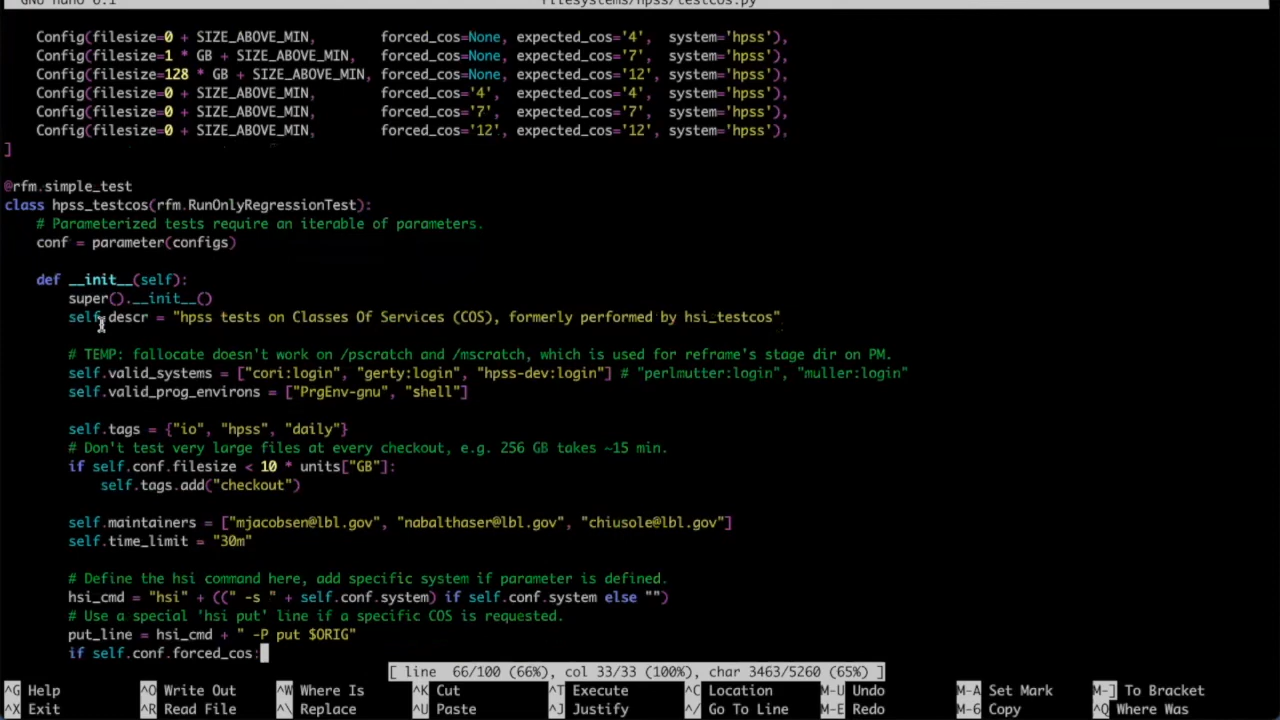 GNU nano 6.1 filesystems/hpss/testcos.py
Config(filesize=0 + SIZE_ABOVE_MIN, forced_cos=None, expected_cos='4', system='hpss'),
Config(filesize=1 * GB + SIZE_ABOVE_MIN, forced_cos=None, expected_cos='7', system='hpss'),
Config(filesize=128 * GB + SIZE_ABOVE_MIN, forced_cos=None, expected_cos='12', system='hpss'),
Config(filesize=0 + SIZE_ABOVE_MIN, forced_cos='4', expected_cos='4', system='hpss'),
Config(filesize=0 + SIZE_ABOVE_MIN, forced_cos='7', expected_cos='7', system='hpss'),
Config(filesize=0 + SIZE_ABOVE_MIN, forced_cos='12', expected_cos='12', system='hpss'),
]
@rfm.simple_test
class hpss_testcos(rfm.RunOnlyRegressionTest):
# Parameterized tests require an iterable of parameters.
conf = parameter(configs)
def __init__(self):
super().__init__()
self.descr = "hpss tests on Classes Of Services (COS), formerly performed by hsi_testcos"
# TEMP: fallocate doesn't work on /pscratch and /mscratch, which is used for reframe's stage dir on PM.
self.valid_systems = ["cori:login", "gerty:login", "hpss-dev:login"] # "perlmutter:login", "muller:login"
self.valid_prog_environs = ["PrgEnv-gnu", "shell"]
self.tags = {"io", "hpss", "daily"}
# Don't test very large files at every checkout, e.g. 256 GB takes ~15 min.
if self.conf.filesize < 10 * units["GB"]:
self.tags.add("checkout")
self.maintainers = ["mjacobsen@lbl.gov", "nabalthaser@lbl.gov", "chiusole@lbl.gov"]
self.time_limit = "30m"
# Define the hsi command here, add specific system if parameter is defined.
hsi_cmd = "hsi" + ((" -s " + self.conf.system) if self.conf.system else "")
# Use a special 'hsi put' line if a specific COS is requested.
put_line = hsi_cmd + " -P put $ORIG"
if self.conf.forced_cos:
[ line 66/100 (66%), col 33/33 (100%), char 3463/5260 (65%) ]
^G Help ^O Write Out ^W Where Is ^K Cut ^T Execute ^C Location M-U Undo M-A Set Mark M-] To Bracket
^X Exit ^R Read File ^\ Replace ^U Paste ^J Justify ^/ Go To Line M-E Redo M-6 Copy ^Q Where Was